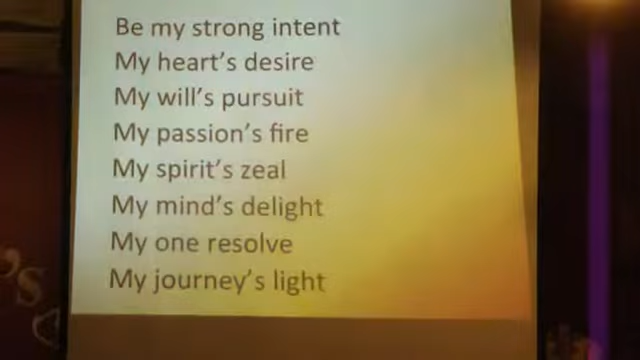 Be my strong intent
My heart's desire
My will's pursuit
My passion's fire
My spirit's zeal
My mind's delight
My one resolve
My journey's light